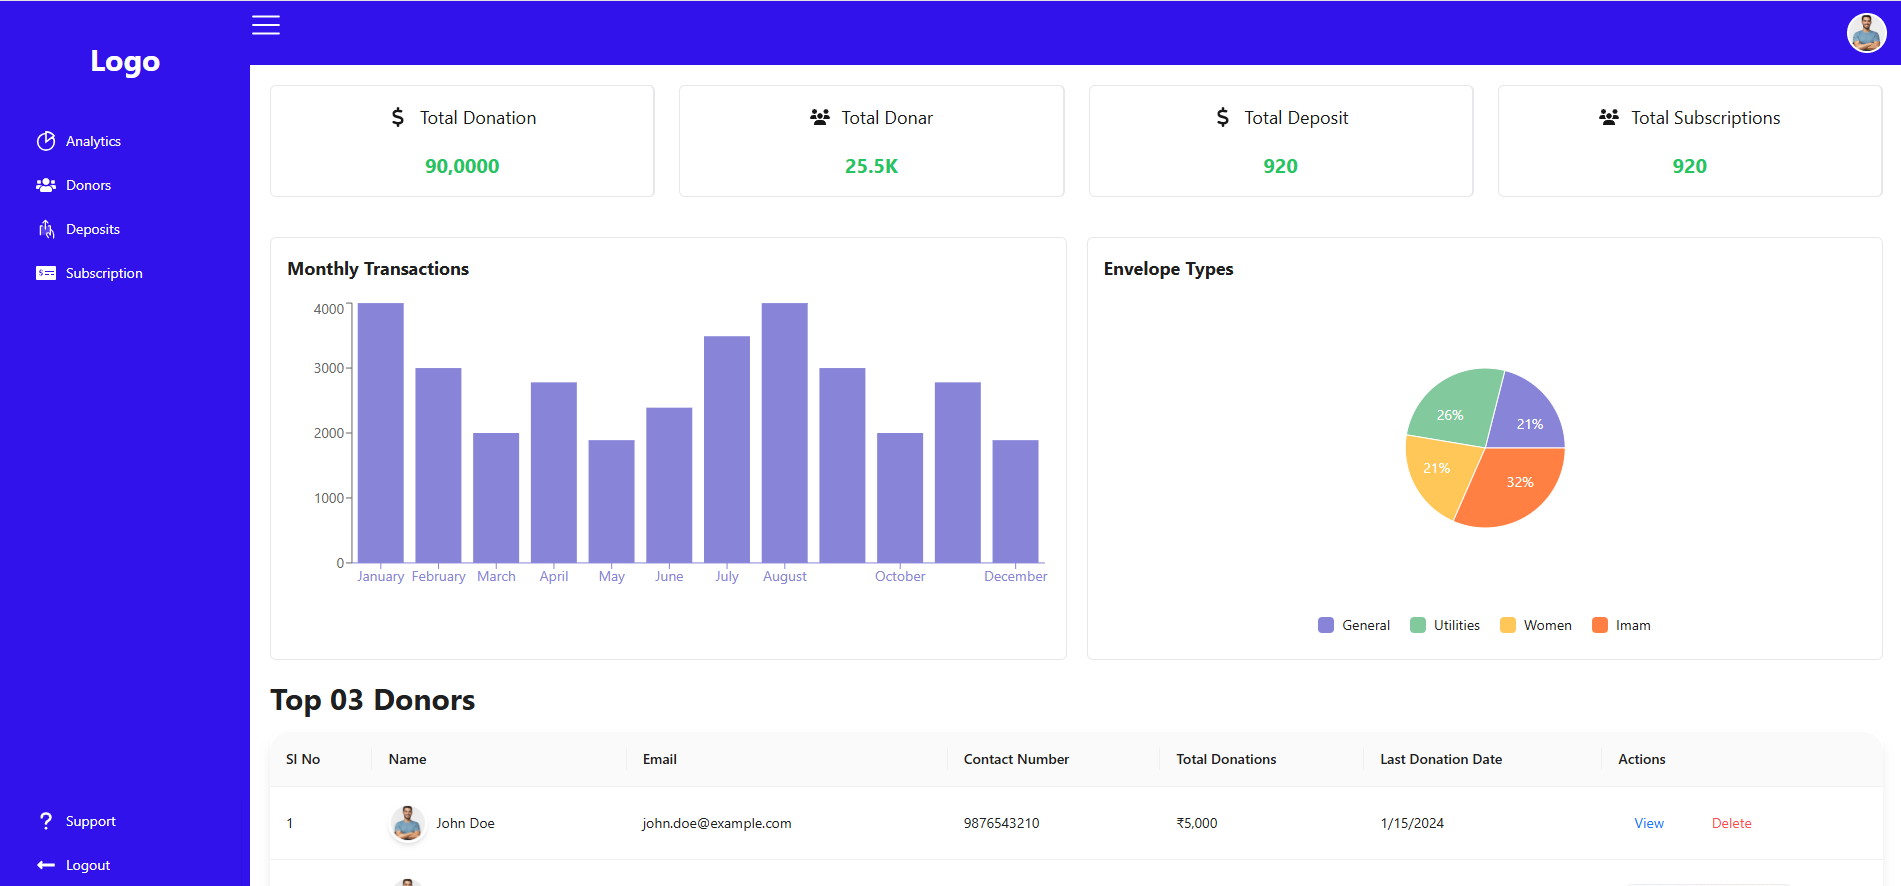 Logo
Analytics
Donors
Deposits
Subscription
Support
Logout
Total Donation
90,0000
Total Donar
25.5K
Total Deposit
920
Total Subscriptions
920
Monthly Transactions
4000
3000
2000
1000
0
January February March April May June July August October December
Envelope Types
26%
21%
21%
32%
General Utilities Women Imam
Top 03 Donors
Sl No Name Email Contact Number Total Donations Last Donation Date Actions
1 John Doe john.doe@example.com 9876543210 ₹5,000 1/15/2024 View Delete